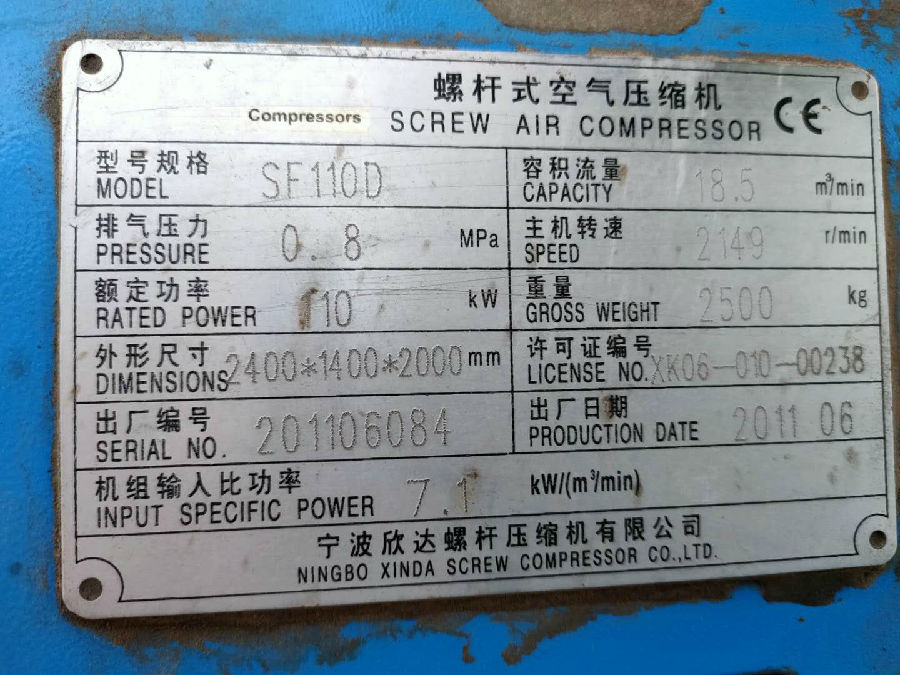 螺杆式空气压缩机
Compressors SCREW AIR COMPRESSOR CE
型号规格 SF110D 容积流量 18.5 m³/min
MODEL CAPACITY
排气压力 0.8 MPa 主机转速 2149 r/min
PRESSURE SPEED
额定功率 110 kW 重量 2500 kg
RATED POWER GROSS WEIGHT
外形尺寸 2400*1400*2000 mm 许可证编号 XK06-010-00238
DIMENSIONS LICENSE NO.
出厂编号 201106084 出厂日期 2011 06
SERIAL NO. PRODUCTION DATE
机组输入比功率 7.1 kW/(m³/min)
INPUT SPECIFIC POWER
宁波欣达螺杆压缩机有限公司
NINGBO XINDA SCREW COMPRESSOR CO.,LTD.